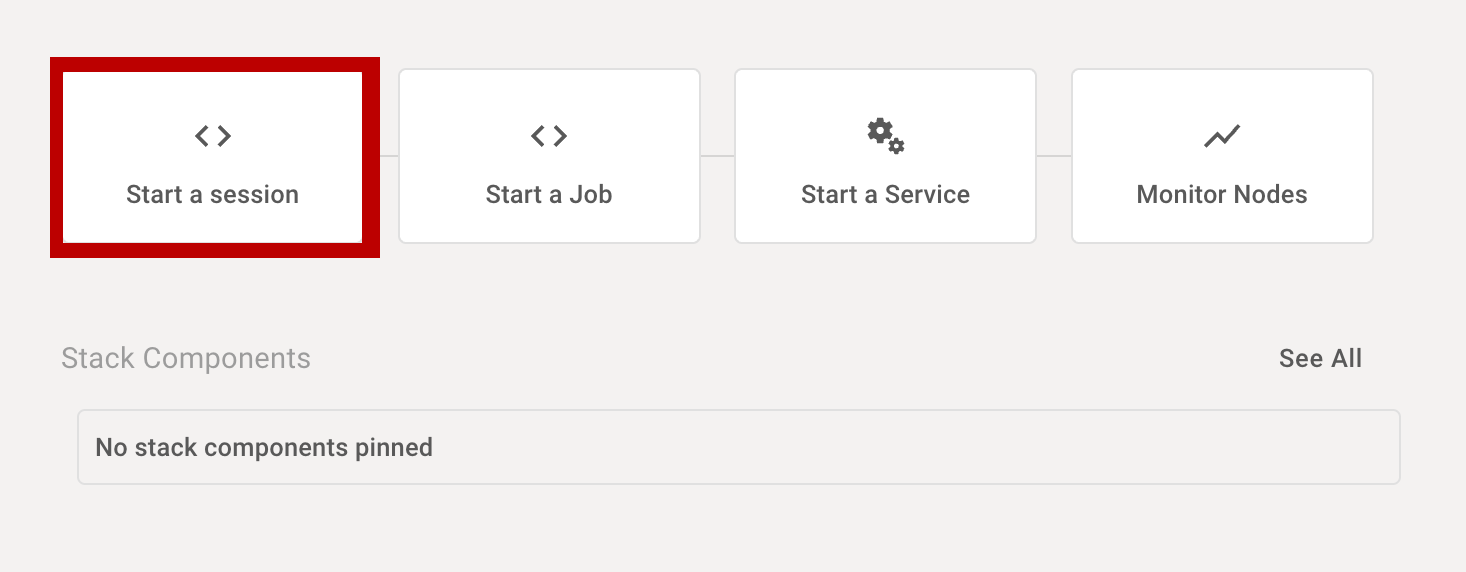 Start a session
Start a Job
Start a Service
Monitor Nodes
Stack Components
See All
No stack components pinned